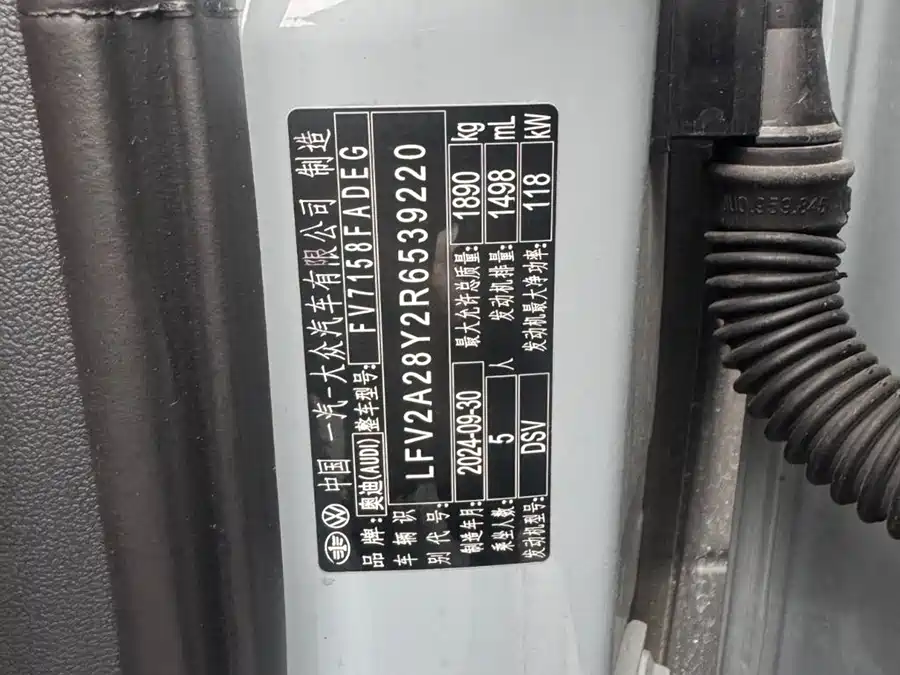 中国 一汽-大众汽车有限公司 制造
品牌: 奥迪(AUDI) 整车型号: FV7158FADEG
车辆识别代号: LFV2A28Y2R6539220
制造年月: 2024-09-30 最大允许总质量: 1890 kg
乘坐人数: 5 人 发动机排量: 1498 mL
发动机型号: DSV 发动机最大净功率: 118 kW